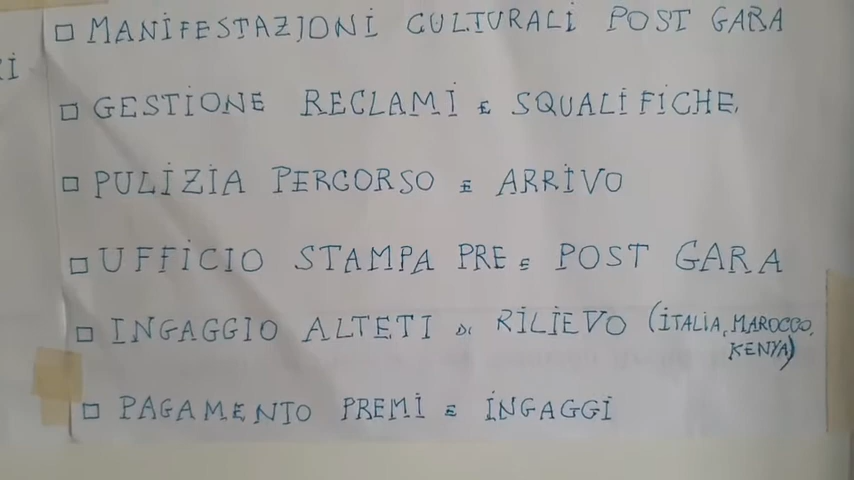 □ MANIFESTAZIONI CULTURALI POST GARA
□ GESTIONE RECLAMI E SQUALIFICHE
□ PULIZIA PERCORSO E ARRIVO
□ UFFICIO STAMPA PRE E POST GARA
□ INGAGGIO ALTETI DI RILIEVO (ITALIA, MAROCCO,
KENYA)
□ PAGAMENTO PREMI E INGAGGI